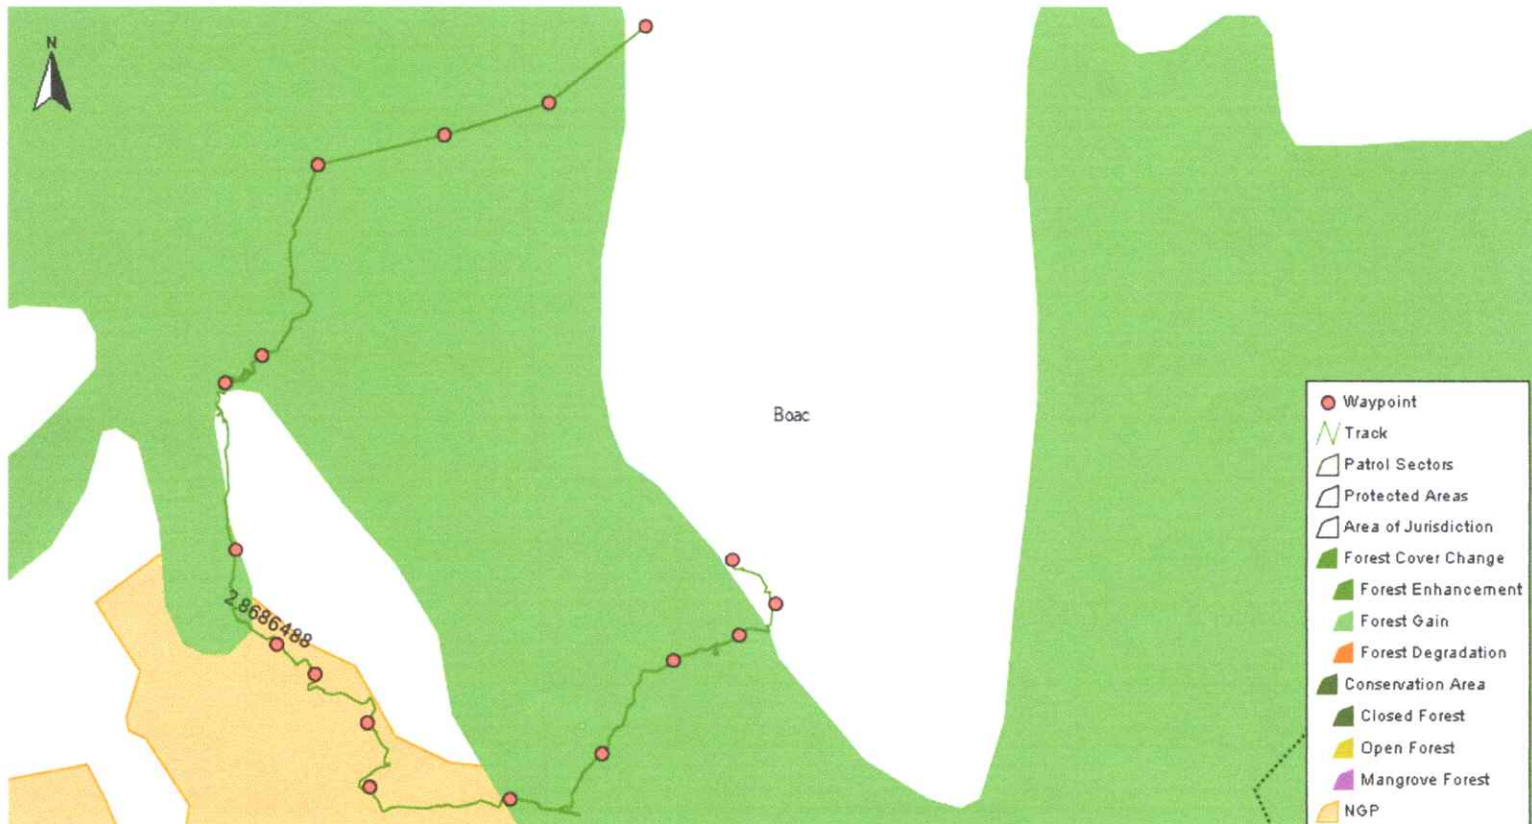 N
Boac
2.8686488
Waypoint
Track
Patrol Sectors
Protected Areas
Area of Jurisdiction
Forest Cover Change
Forest Enhancement
Forest Gain
Forest Degradation
Conservation Area
Closed Forest
Open Forest
Mangrove Forest
NGP